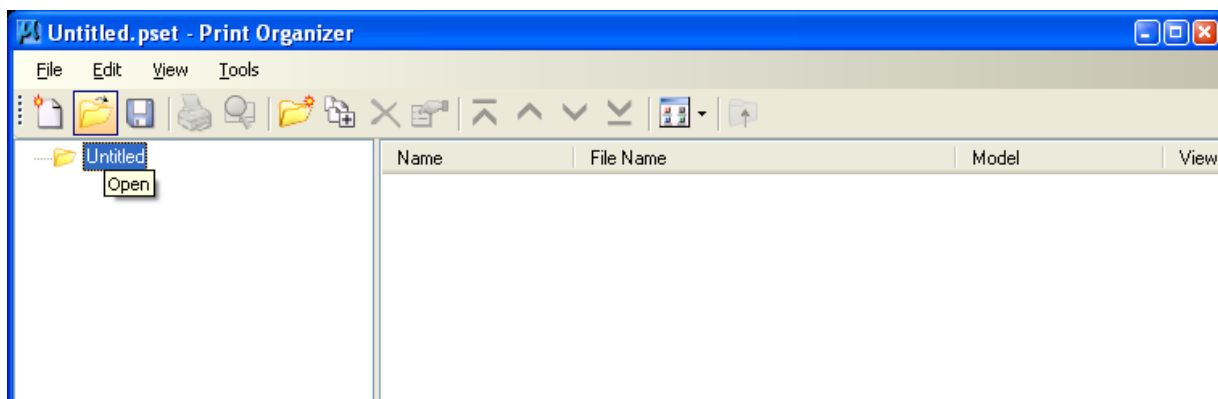 Untitled.pset - Print Organizer
File Edit View Tools
Untitled
Open
Name File Name Model View